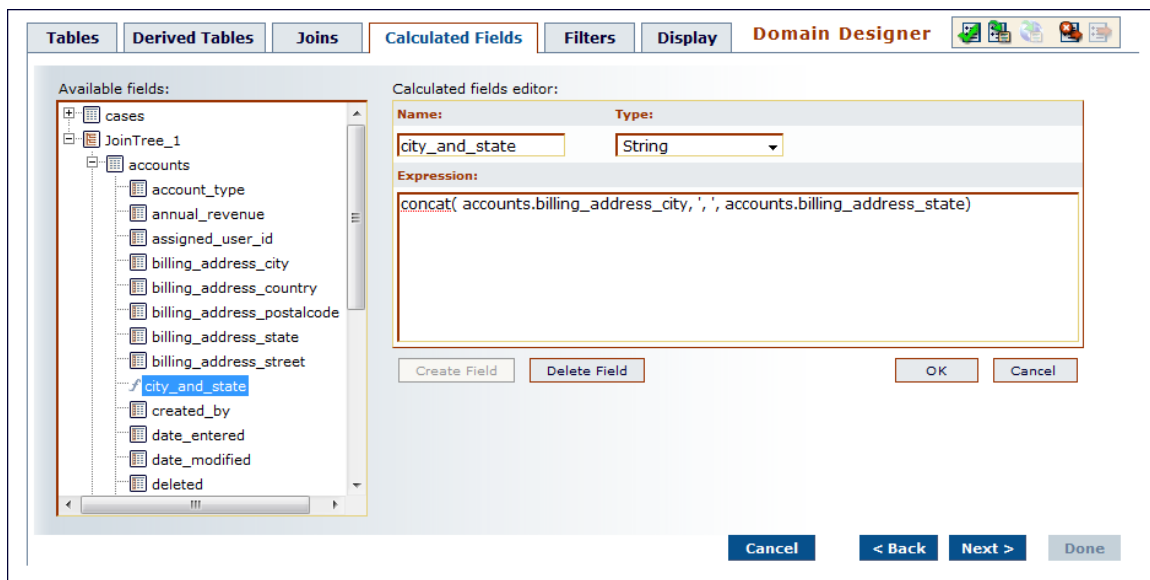 Tables Derived Tables Joins Calculated Fields Filters Display Domain Designer
Available fields:
cases
JoinTree_1
accounts
account_type
annual_revenue
assigned_user_id
billing_address_city
billing_address_country
billing_address_postalcode
billing_address_state
billing_address_street
city_and_state
created_by
date_entered
date_modified
deleted
Calculated fields editor:
Name: Type:
city_and_state String
Expression:
concat( accounts.billing_address_city, ', ', accounts.billing_address_state)
Create Field Delete Field OK Cancel
Cancel < Back Next > Done